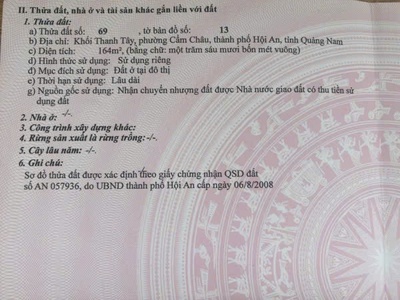 II. Thửa đất, nhà ở và tài sản khác gắn liền với đất
1. Thửa đất:
a) Thửa đất số: 69 , tờ bản đồ số: 13
b) Địa chỉ: Khối Thanh Tây, phường Cẩm Châu, thành phố Hội An, tỉnh Quảng Nam
c) Diện tích: 164m², (bằng chữ: một trăm sáu mươi bốn mét vuông)
d) Hình thức sử dụng: Sử dụng riêng
đ) Mục đích sử dụng: Đất ở tại đô thị
e) Thời hạn sử dụng: Lâu dài
g) Nguồn gốc sử dụng: Nhận chuyển nhượng đất được Nhà nước giao đất có thu tiền sử
dụng đất
2. Nhà ở: -/-.
3. Công trình xây dựng khác:
4. Rừng sản xuất là rừng trồng:-/-.
5. Cây lâu năm: -/-.
6. Ghi chú:
Sơ đồ thửa đất được xác định theo giấy chứng nhận QSD đất
số AN 057936, do UBND thành phố Hội An cấp ngày 06/8/2008